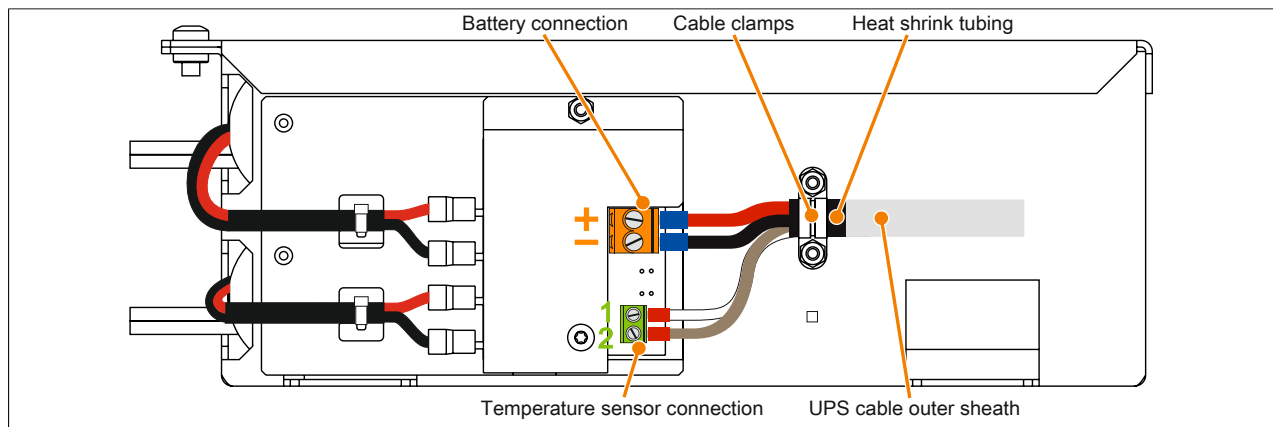 Battery connection
Cable clamps
Heat shrink tubing
+
−
1
2
Temperature sensor connection
UPS cable outer sheath